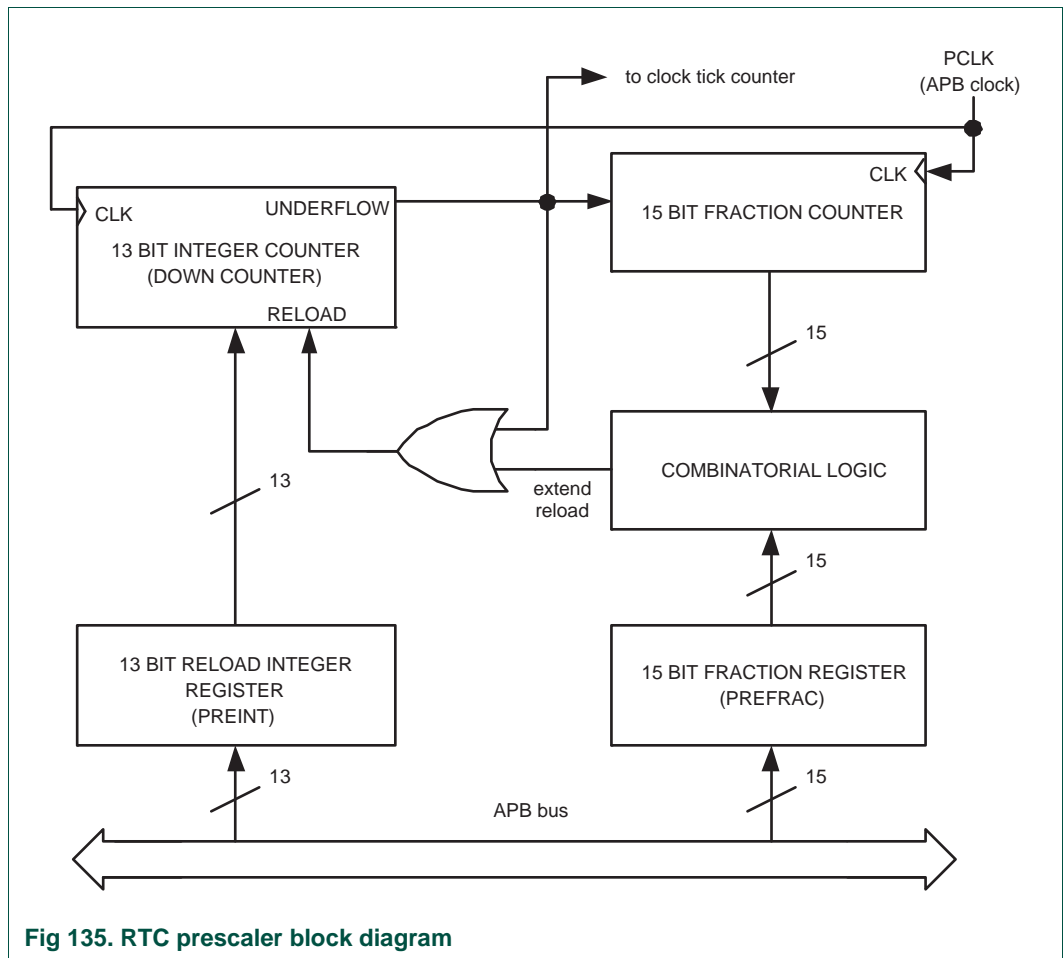 to clock tick counter
PCLK
(APB clock)
CLK
UNDERFLOW
13 BIT INTEGER COUNTER
(DOWN COUNTER)
RELOAD
CLK
15 BIT FRACTION COUNTER
15
COMBINATORIAL LOGIC
extend
reload
13
15
13 BIT RELOAD INTEGER
REGISTER
(PREINT)
15 BIT FRACTION REGISTER
(PREFRAC)
13
15
APB bus
Fig 135. RTC prescaler block diagram